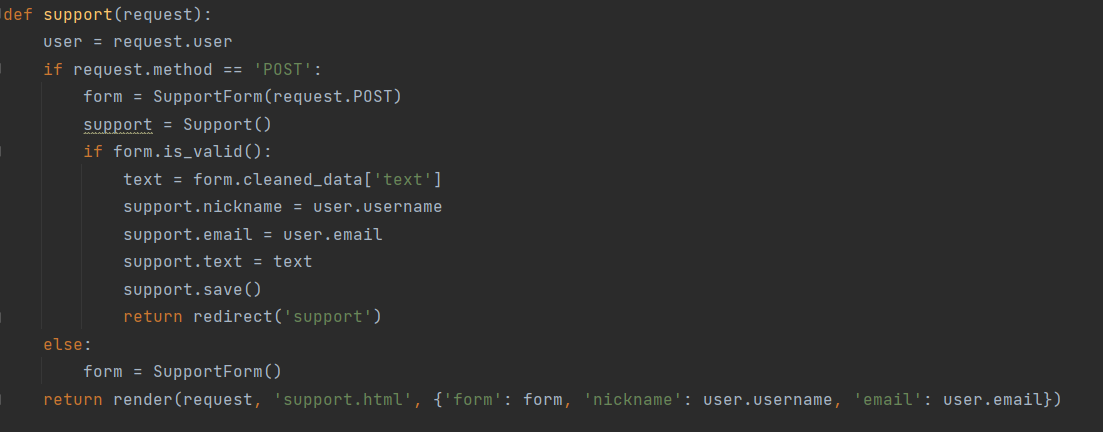 def support(request):
    user = request.user
    if request.method == 'POST':
        form = SupportForm(request.POST)
        support = Support()
        if form.is_valid():
            text = form.cleaned_data['text']
            support.nickname = user.username
            support.email = user.email
            support.text = text
            support.save()
            return redirect('support')
    else:
        form = SupportForm()
    return render(request, 'support.html', {'form': form, 'nickname': user.username, 'email': user.email})